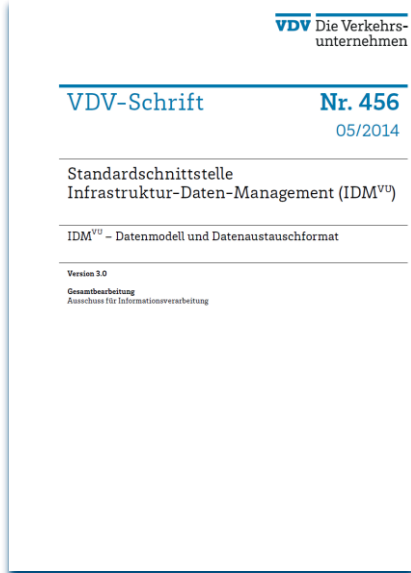 VDV Die Verkehrs-
unternehmen
VDV-Schrift Nr. 456
05/2014
Standardschnittstelle
Infrastruktur-Daten-Management (IDMVU)
IDMVU – Datenmodell und Datenaustauschformat
Version 3.0
Gesamtbearbeitung
Ausschuss für Informationsverarbeitung